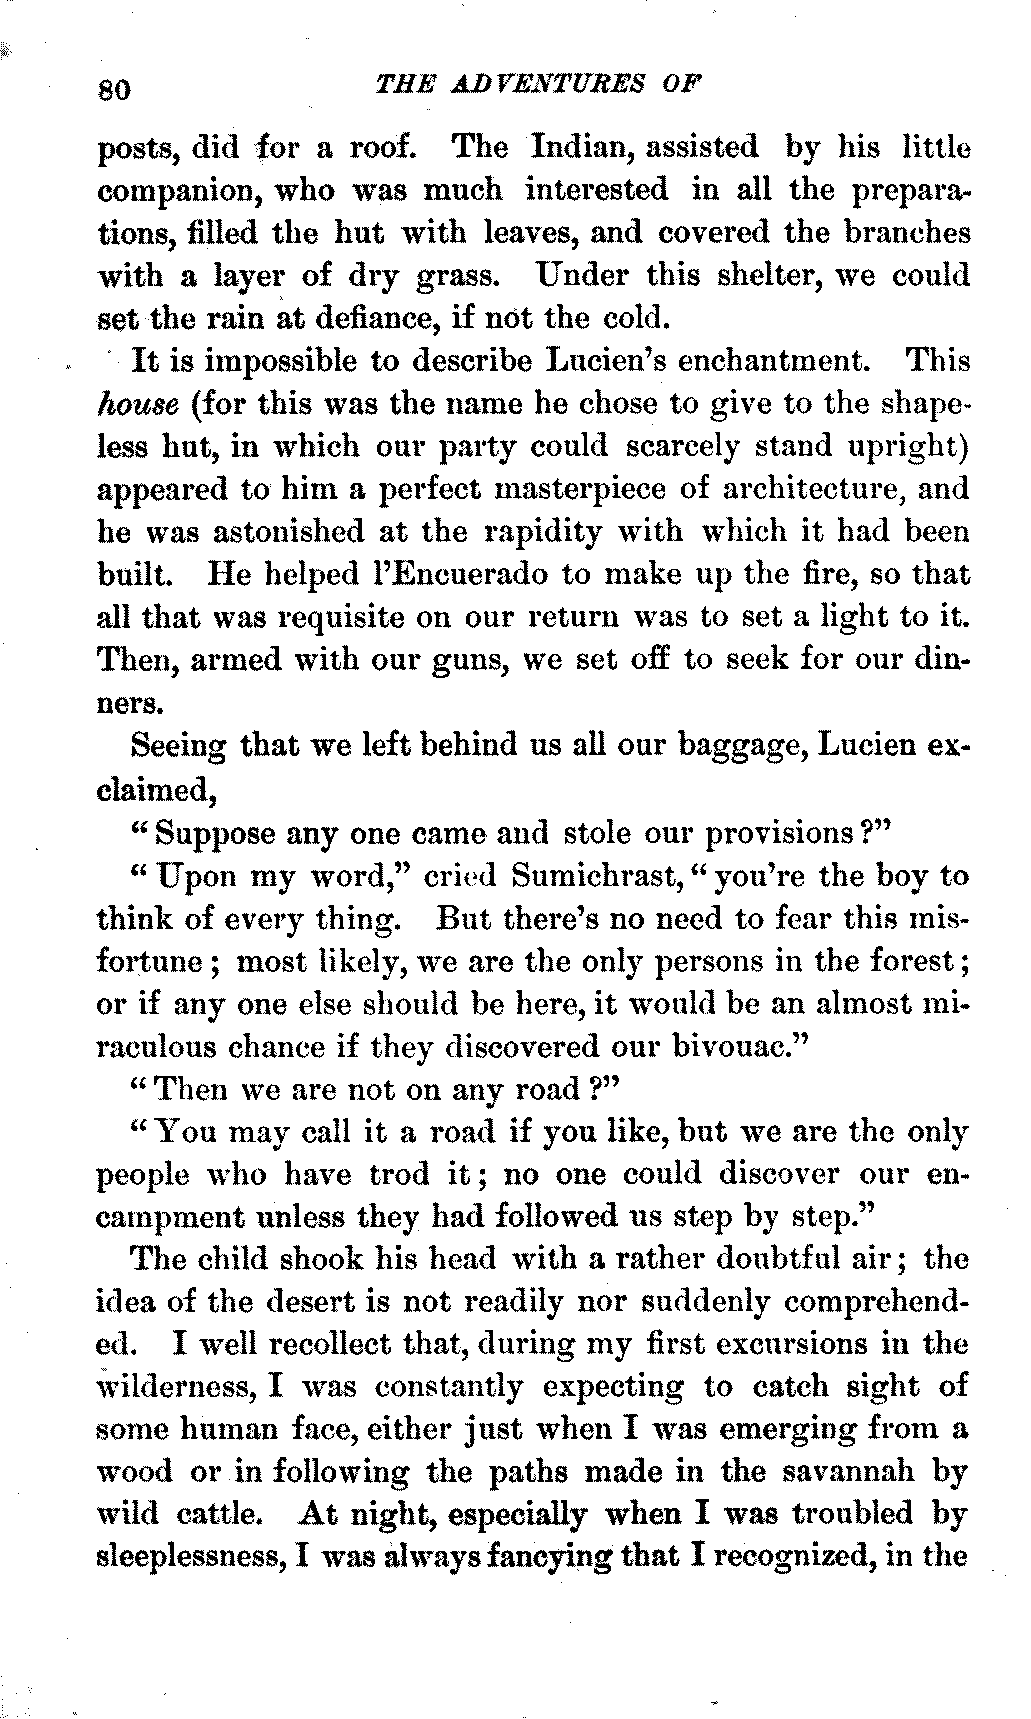 80 THE ADVENTURES OF
posts, did for a roof. The Indian, assisted by his little
companion, who was much interested in all the prepara-
tions, filled the hut with leaves, and covered the branches
with a layer of dry grass. Under this shelter, we could
set the rain at defiance, if not the cold.
It is impossible to describe Lucien's enchantment. This
house (for this was the name he chose to give to the shape-
less hut, in which our party could scarcely stand upright)
appeared to him a perfect masterpiece of architecture, and
he was astonished at the rapidity with which it had been
built. He helped l'Encuerado to make up the fire, so that
all that was requisite on our return was to set a light to it.
Then, armed with our guns, we set off to seek for our din-
ners.
Seeing that we left behind us all our baggage, Lucien ex-
claimed,
"Suppose any one came and stole our provisions?"
"Upon my word," cried Sumichrast, "you're the boy to
think of every thing. But there's no need to fear this mis-
fortune; most likely, we are the only persons in the forest;
or if any one else should be here, it would be an almost mi-
raculous chance if they discovered our bivouac."
"Then we are not on any road?"
"You may call it a road if you like, but we are the only
people who have trod it; no one could discover our en-
campment unless they had followed us step by step."
The child shook his head with a rather doubtful air; the
idea of the desert is not readily nor suddenly comprehend-
ed. I well recollect that, during my first excursions in the
wilderness, I was constantly expecting to catch sight of
some human face, either just when I was emerging from a
wood or in following the paths made in the savannah by
wild cattle. At night, especially when I was troubled by
sleeplessness, I was always fancying that I recognized, in the